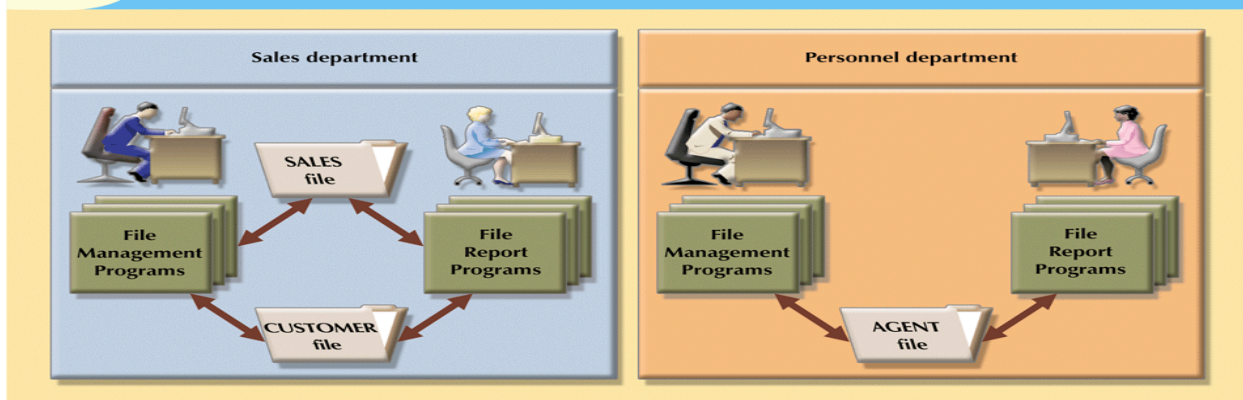 Sales department
SALES
file
File
Management
Programs
File
Report
Programs
CUSTOMER
file
Personnel department
File
Management
Programs
File
Report
Programs
AGENT
file